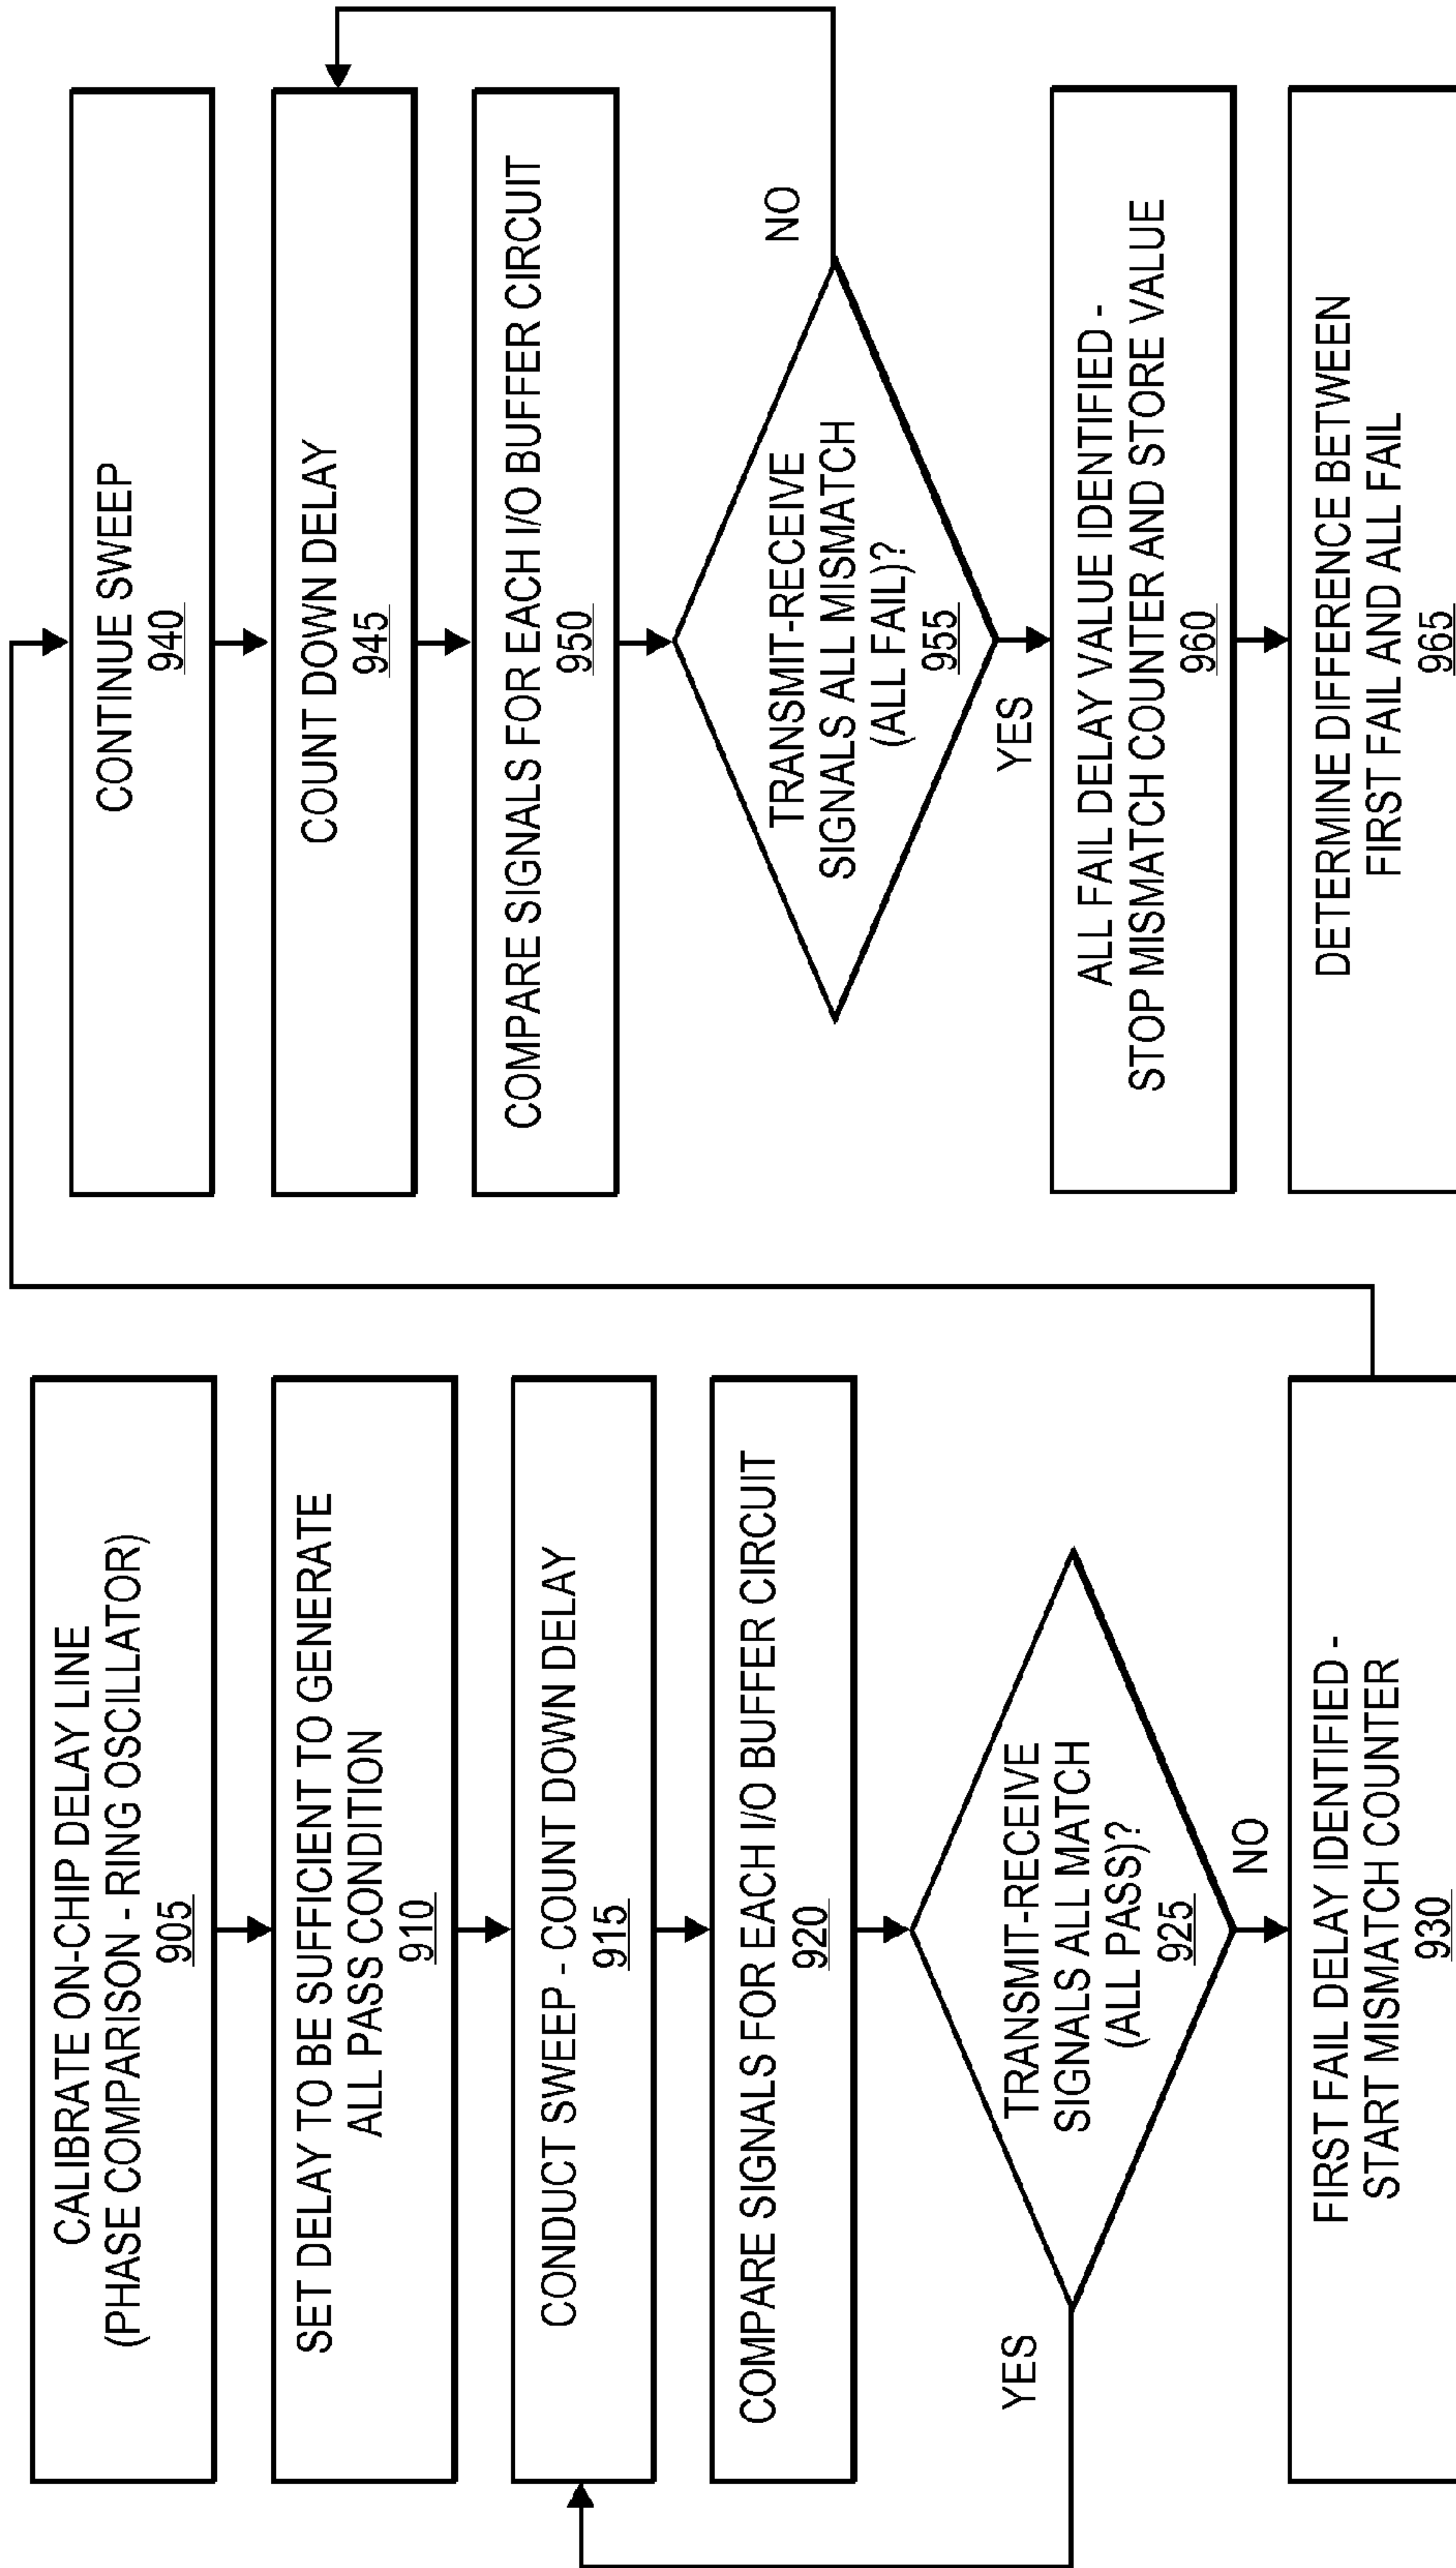 CALIBRATE ON-CHIP DELAY LINE
(PHASE COMPARISON - RING OSCILLATOR)
905
SET DELAY TO BE SUFFICIENT TO GENERATE
ALL PASS CONDITION
910
CONDUCT SWEEP - COUNT DOWN DELAY
915
COMPARE SIGNALS FOR EACH I/O BUFFER CIRCUIT
920
TRANSMIT-RECEIVE
SIGNALS ALL MATCH
(ALL PASS)?
925
YES
NO
FIRST FAIL DELAY IDENTIFIED -
START MISMATCH COUNTER
930
CONTINUE SWEEP
940
COUNT DOWN DELAY
945
COMPARE SIGNALS FOR EACH I/O BUFFER CIRCUIT
950
TRANSMIT-RECEIVE
SIGNALS ALL MISMATCH
(ALL FAIL)?
955
NO
YES
ALL FAIL DELAY VALUE IDENTIFIED -
STOP MISMATCH COUNTER AND STORE VALUE
960
DETERMINE DIFFERENCE BETWEEN
FIRST FAIL AND ALL FAIL
965